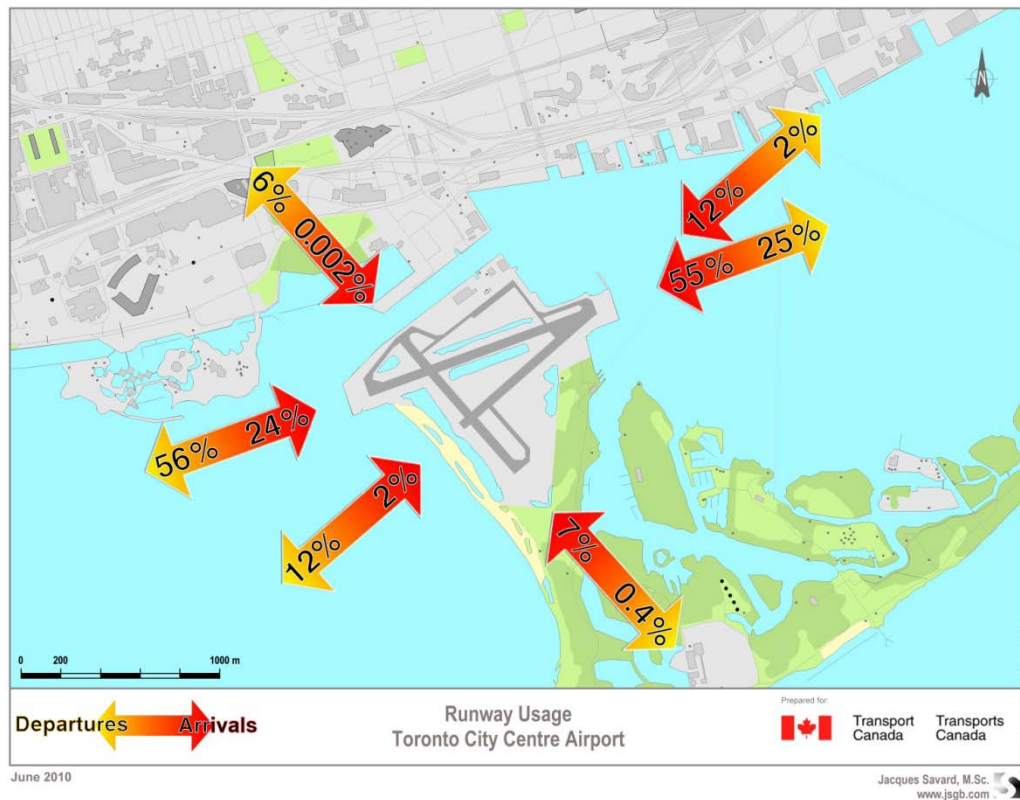 N
2%
12%
6%
0.002%
25%
55%
24%
56%
2%
12%
7%
0.4%
0 200 1000 m
Departures Arrivals
Runway Usage
Toronto City Centre Airport
Prepared for:
Transport Transports
Canada Canada
June 2010
Jacques Savard, M.Sc.
www.jsgb.com